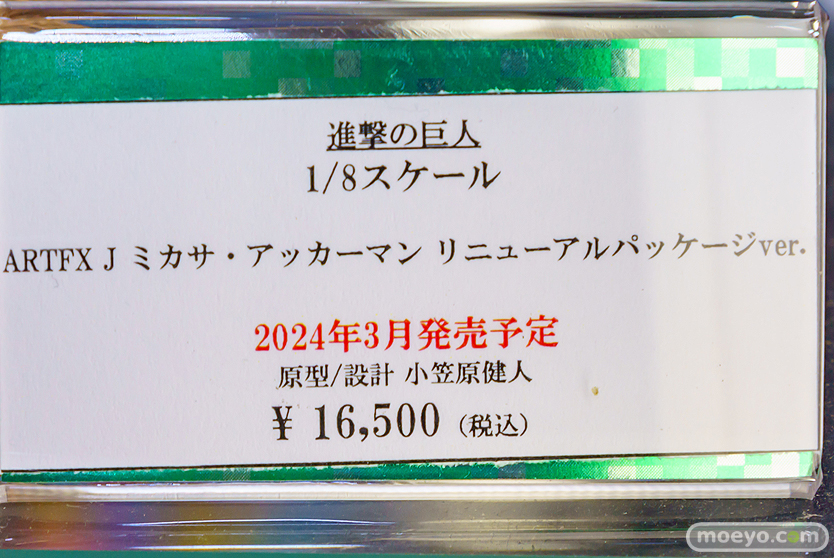 進撃の巨人
1/8スケール
ARTFX J ミカサ・アッカーマン リニューアルパッケージver.
2024年3月発売予定
原型/設計 小笠原健人
¥ 16,500 (税込)
moeyo.com